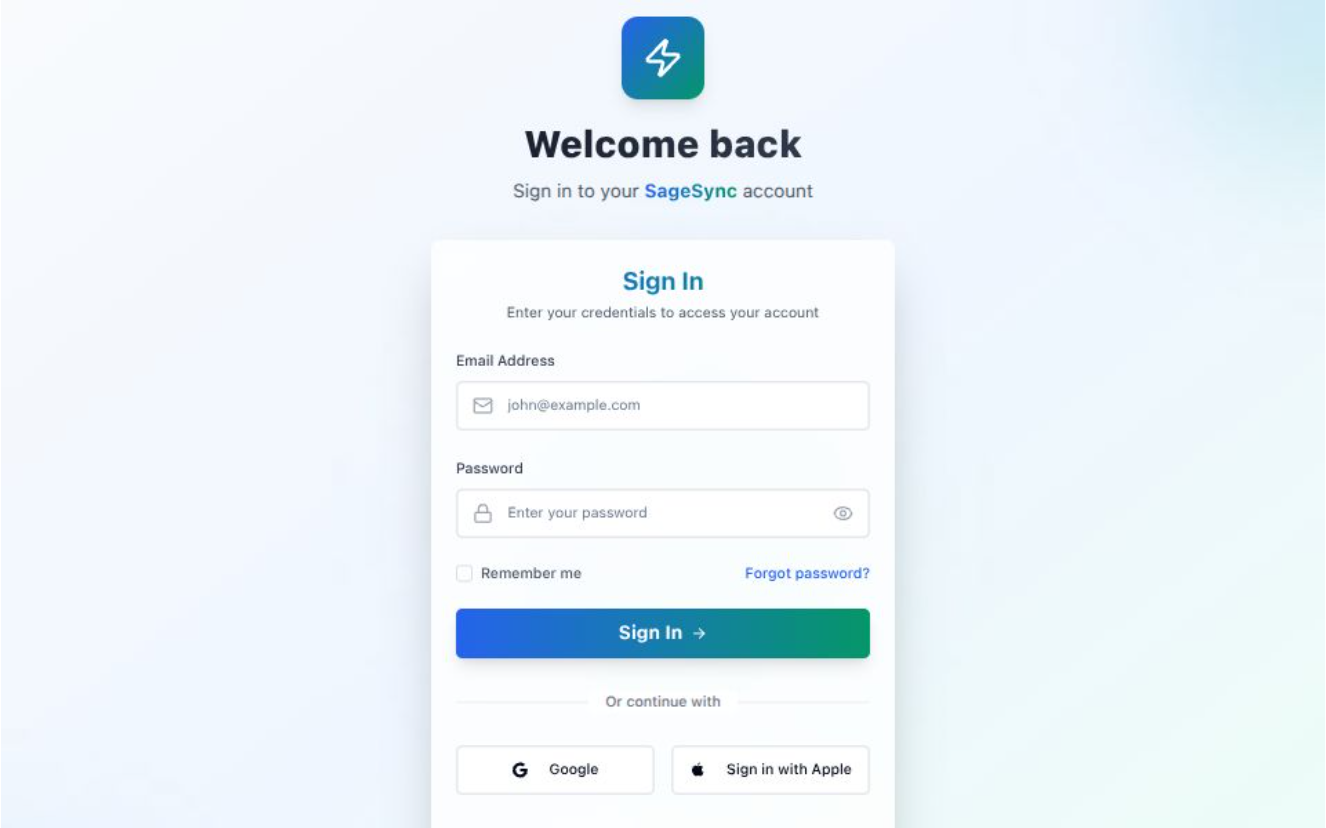 Welcome back
Sign in to your SageSync account
Sign In
Enter your credentials to access your account
Email Address
john@example.com
Password
Enter your password
Remember me Forgot password?
Sign In →
Or continue with
Google Sign in with Apple